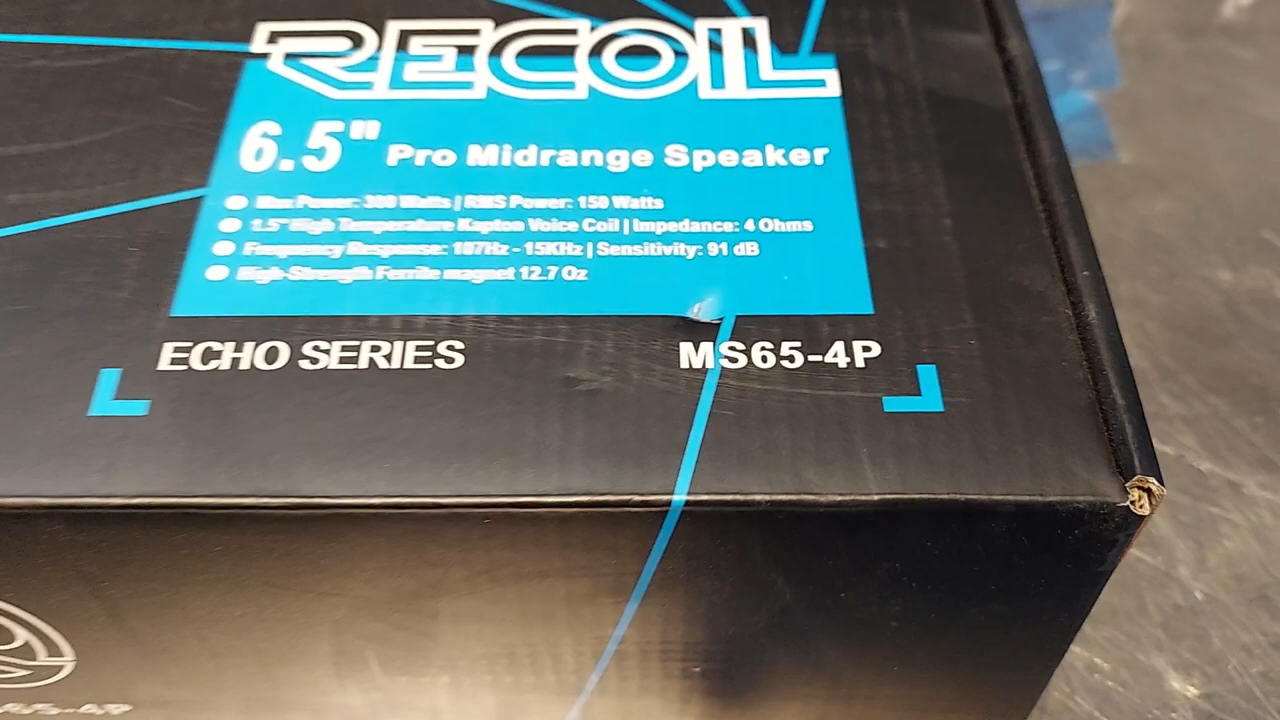 RECOIL
6.5" Pro Midrange Speaker
Max Power: 300 Watts | RMS Power: 150 Watts
1.5" High Temperature Kapton Voice Coil | Impedance: 4 Ohms
Frequency Response: 107Hz - 15KHz | Sensitivity: 91 dB
High-Strength Ferrite magnet 12.7 Oz
ECHO SERIES MS65-4P